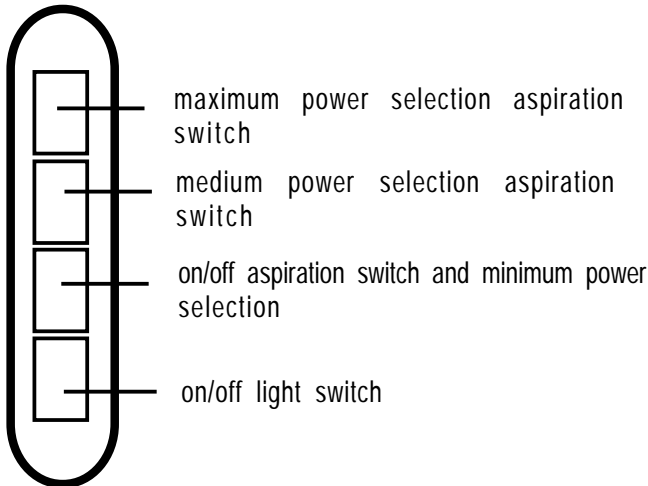 maximum power selection aspiration
switch
medium power selection aspiration
switch
on/off aspiration switch and minimum power
selection
on/off light switch